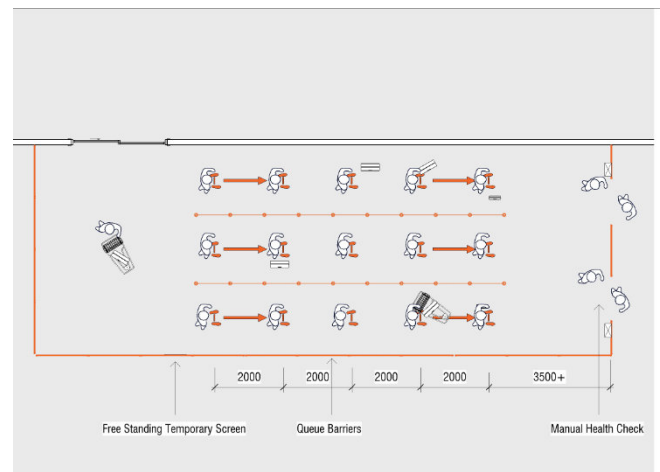 2000 2000 2000 2000 3500+
Free Standing Temporary Screen Queue Barriers Manual Health Check